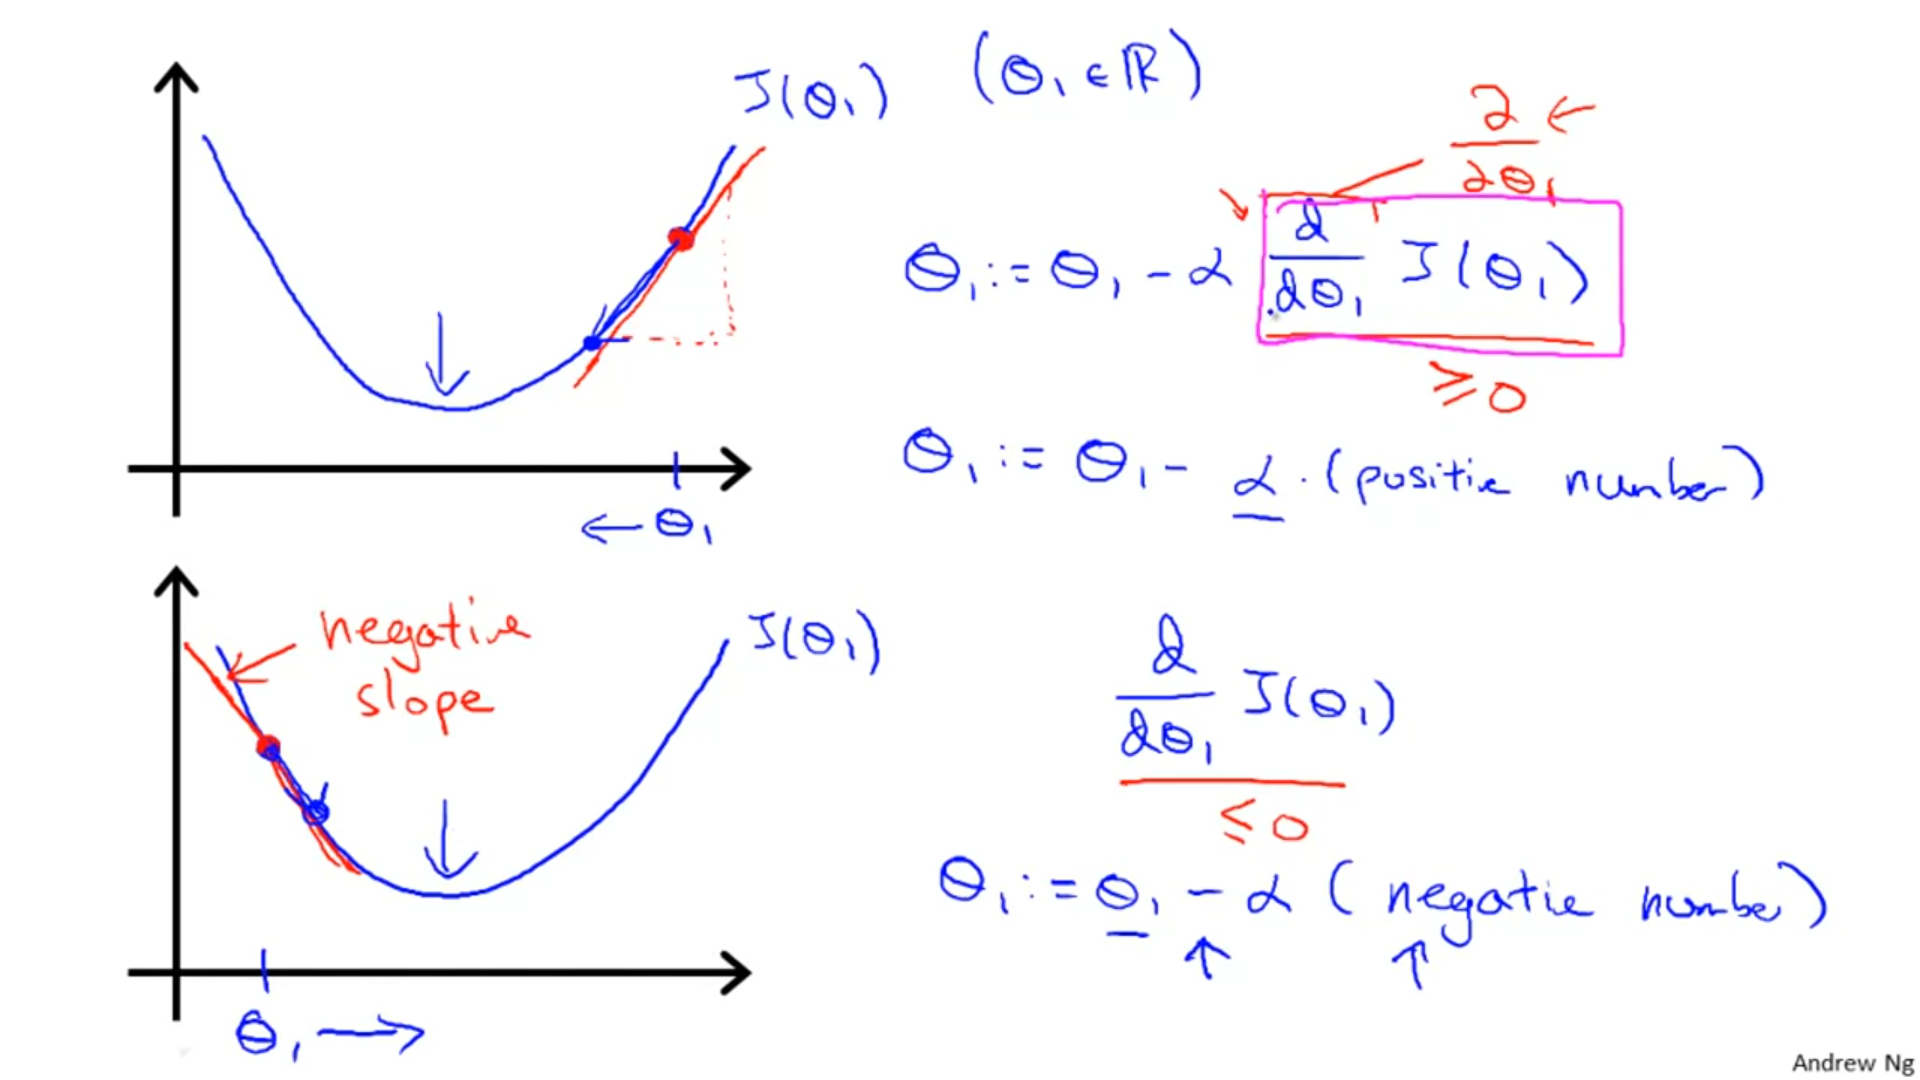 J(θ₁) (θ₁ ∈ ℝ)
∂ ←
∂θ₁
θ₁ := θ₁ - α d/dθ₁ J(θ₁)
≥ 0
θ₁ := θ₁ - α · (positive number)
← θ₁
negative
slope
J(θ₁)
d/dθ₁ J(θ₁)
≤ 0
θ₁ := θ₁ - α (negative number)
θ₁ →
Andrew Ng